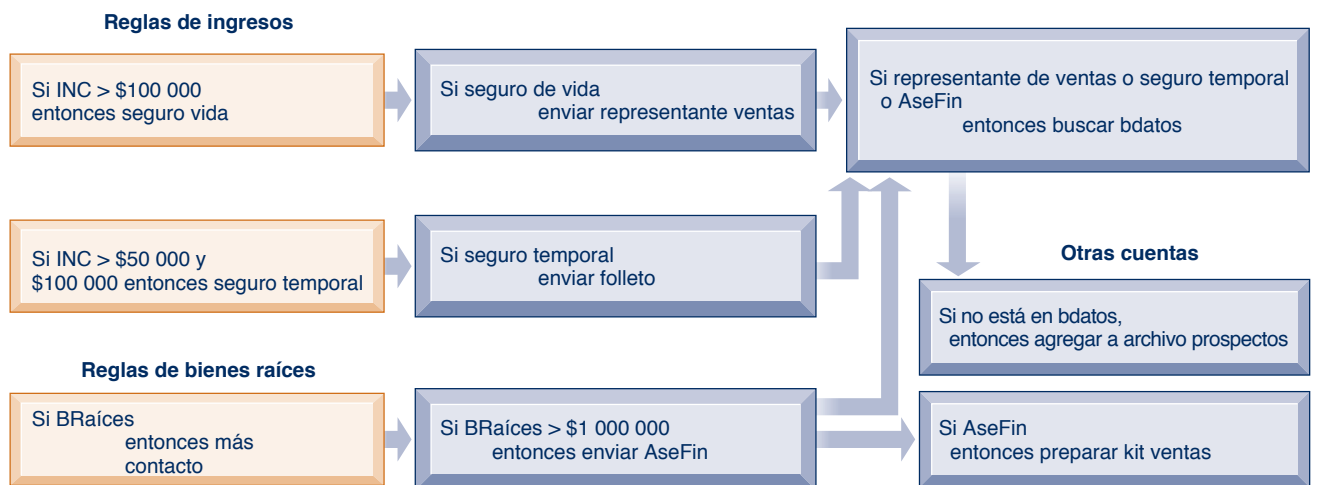 Reglas de ingresos
Si INC > $100 000
entonces seguro vida
Si seguro de vida
enviar representante ventas
Si representante de ventas o seguro temporal
o AseFin
entonces buscar bdatos
Si INC > $50 000 y
$100 000 entonces seguro temporal
Si seguro temporal
enviar folleto
Otras cuentas
Si no está en bdatos,
entonces agregar a archivo prospectos
Reglas de bienes raíces
Si BRaíces
entonces más
contacto
Si BRaíces > $1 000 000
entonces enviar AseFin
Si AseFin
entonces preparar kit ventas